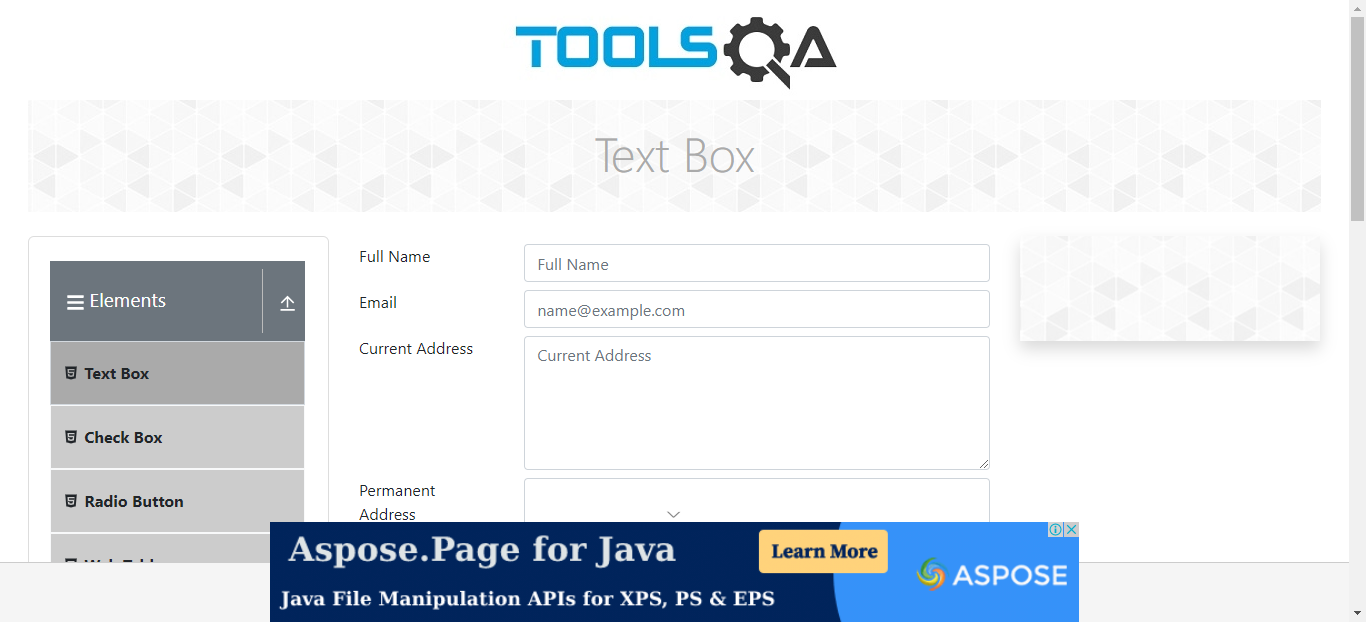 TOOLSQA
Text Box
Elements
Text Box
Check Box
Radio Button
Full Name
Full Name
Email
name@example.com
Current Address
Current Address
Permanent
Address
Aspose.Page for Java
Java File Manipulation APIs for XPS, PS & EPS
Learn More
ASPOSE